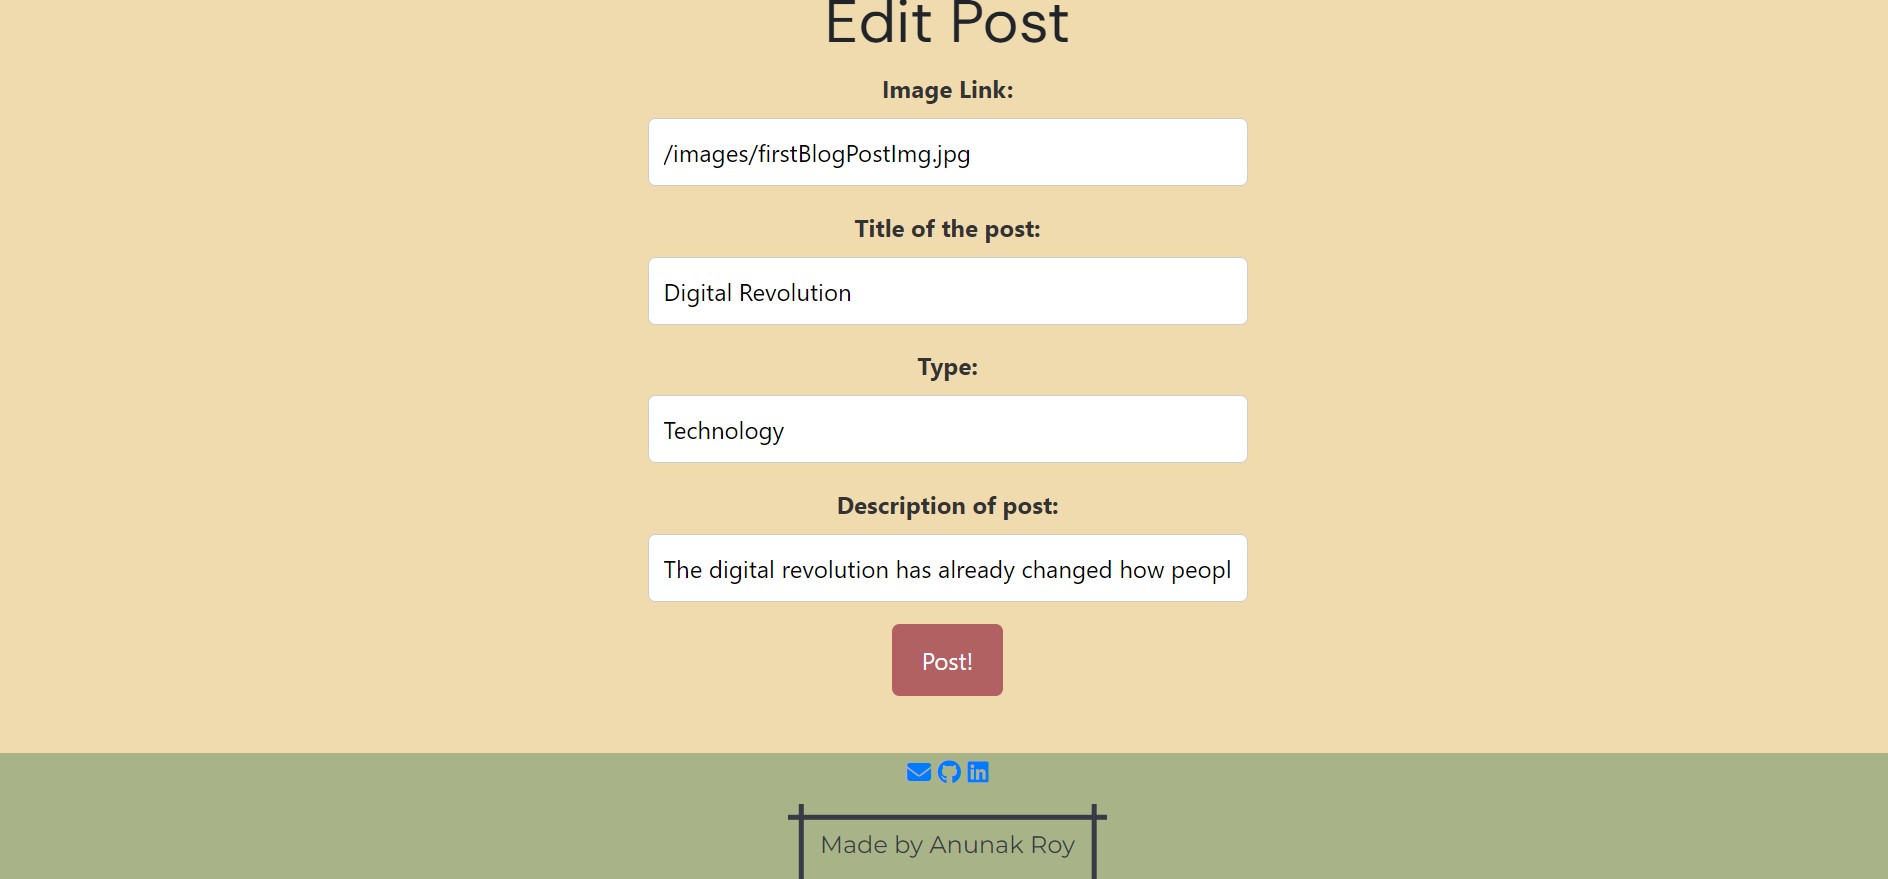 Edit Post
Image Link:
/images/firstBlogPostImg.jpg
Title of the post:
Digital Revolution
Type:
Technology
Description of post:
The digital revolution has already changed how peopl
Post!
Made by Anunak Roy